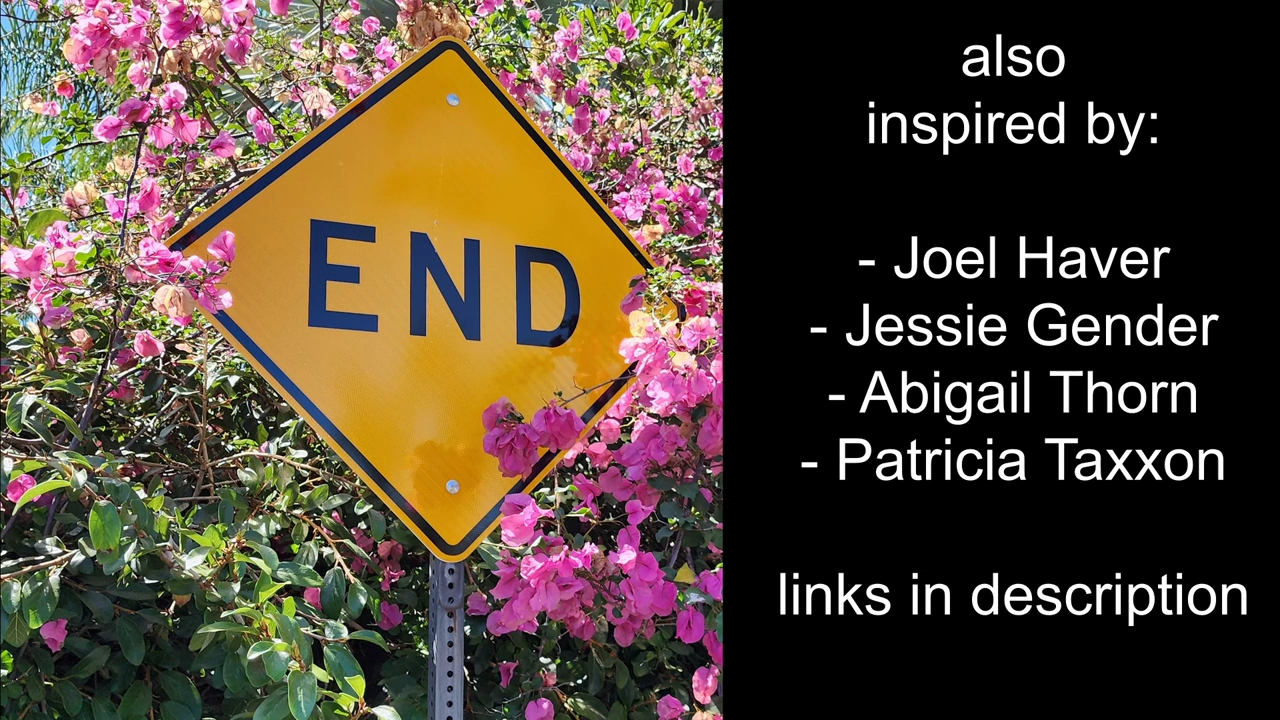 END
also
inspired by:
- Joel Haver
- Jessie Gender
- Abigail Thorn
- Patricia Taxxon
links in description